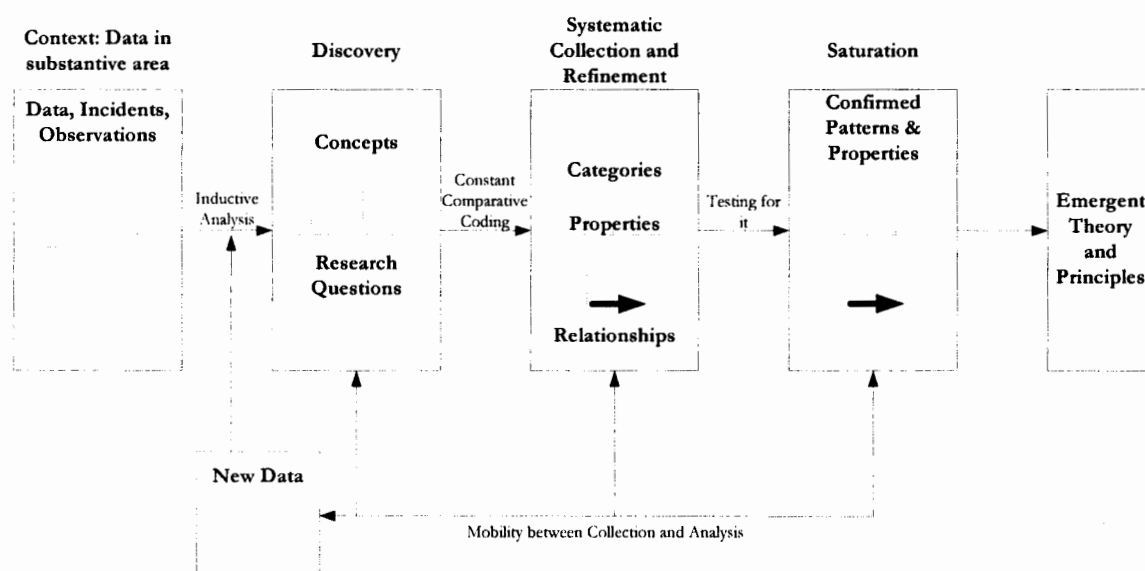 Context: Data in
substantive area
Discovery
Systematic
Collection and
Refinement
Saturation
Data, Incidents,
Observations
Inductive
Analysis
Concepts
Research
Questions
Constant
Comparative
Coding
Categories
Properties
Relationships
Testing for
it
Confirmed
Patterns &
Properties
Emergent
Theory
and
Principles
New Data
Mobility between Collection and Analysis